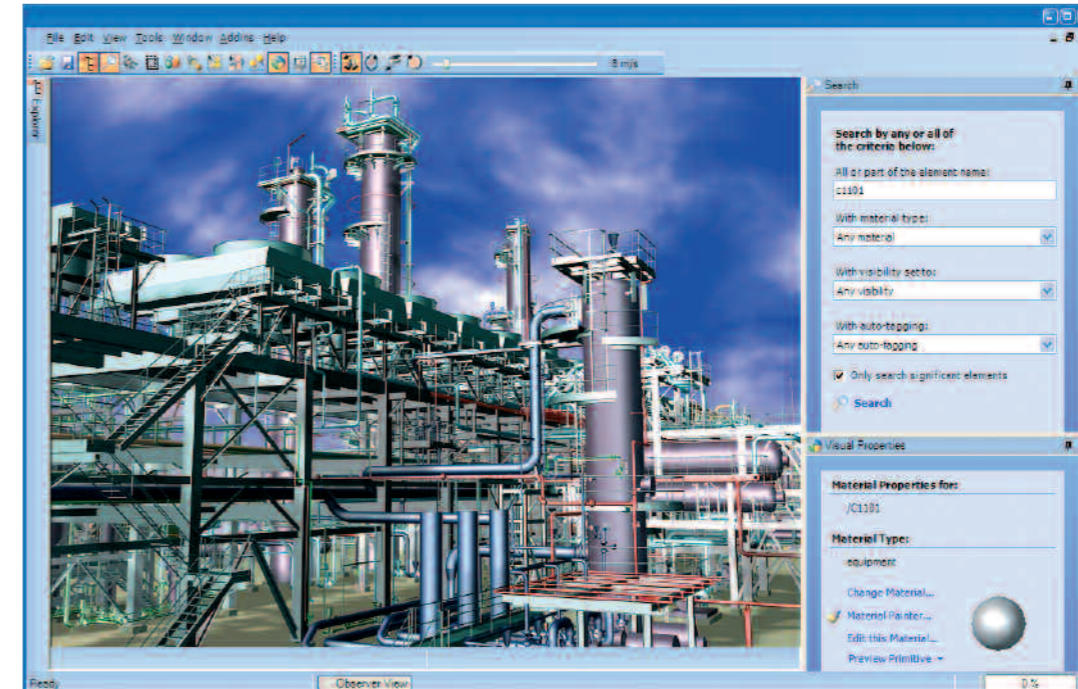 File Edit View Tools Window Addins Help
8 m/s
Explorer
Search
Search by any or all of
the criteria below:
All or part of the element name:
c1101
With material type:
Any material
With visibility set to:
Any visibility
With auto-tagging:
Any auto-tagging
Only search significant elements
Search
Visual Properties
Material Properties for:
/C1101
Material Type:
equipment
Change Material...
Material Painter...
Edit this Material...
Preview Primitive
Ready
Observer View
0 %